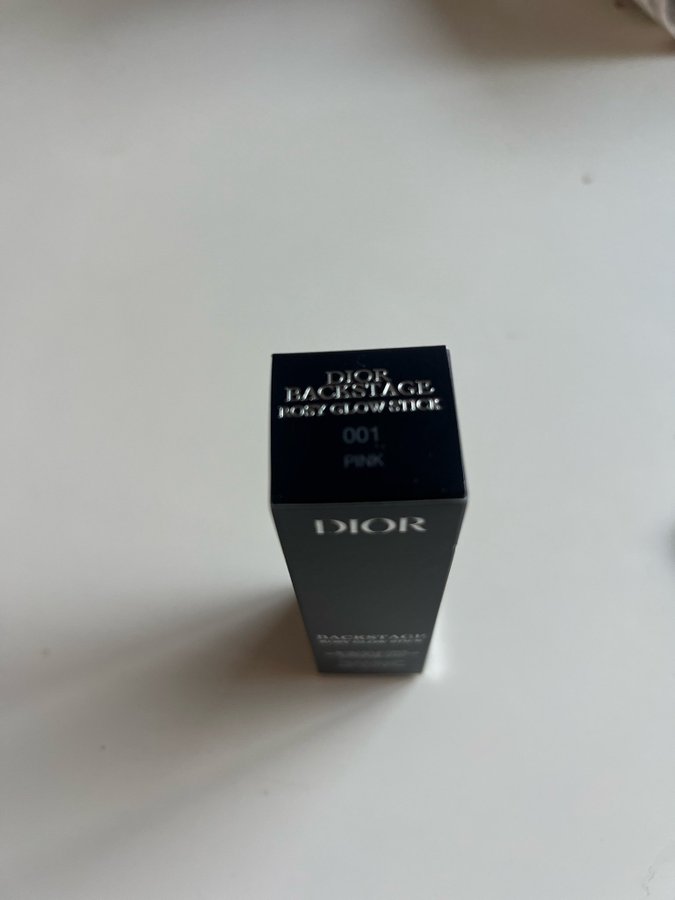 DIOR
BACKSTAGE
ROSY GLOW STICK
001
PINK
DIOR
BACKSTAGE
ROSY GLOW STICK